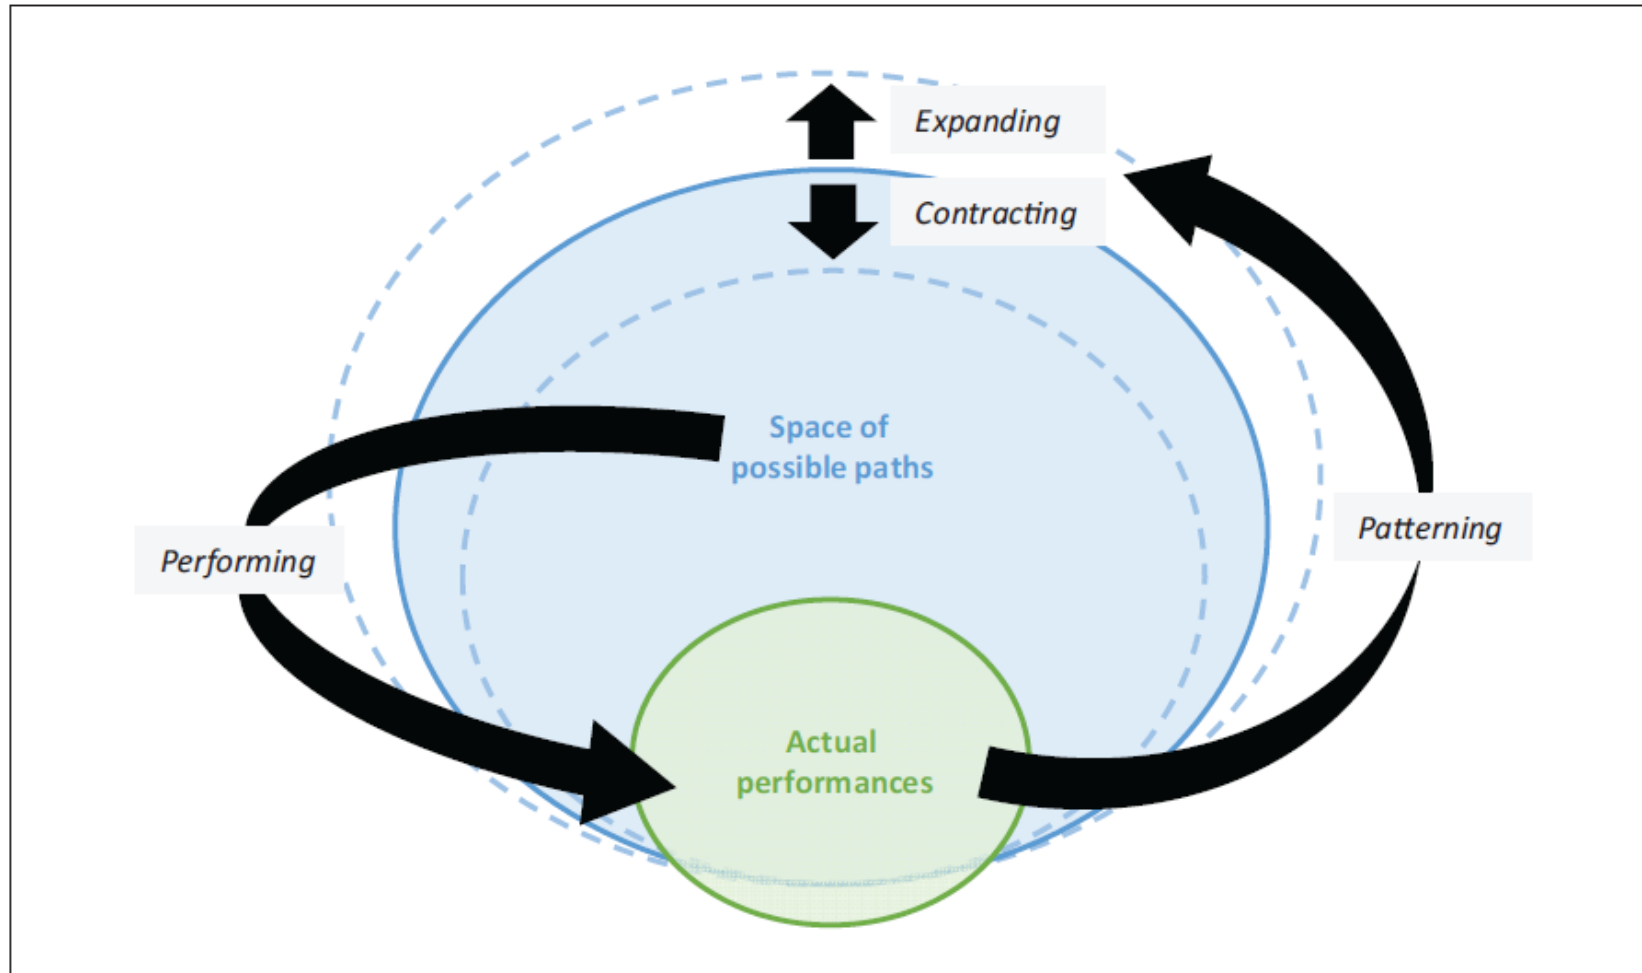 Expanding
Contracting
Space of
possible paths
Performing
Patterning
Actual
performances